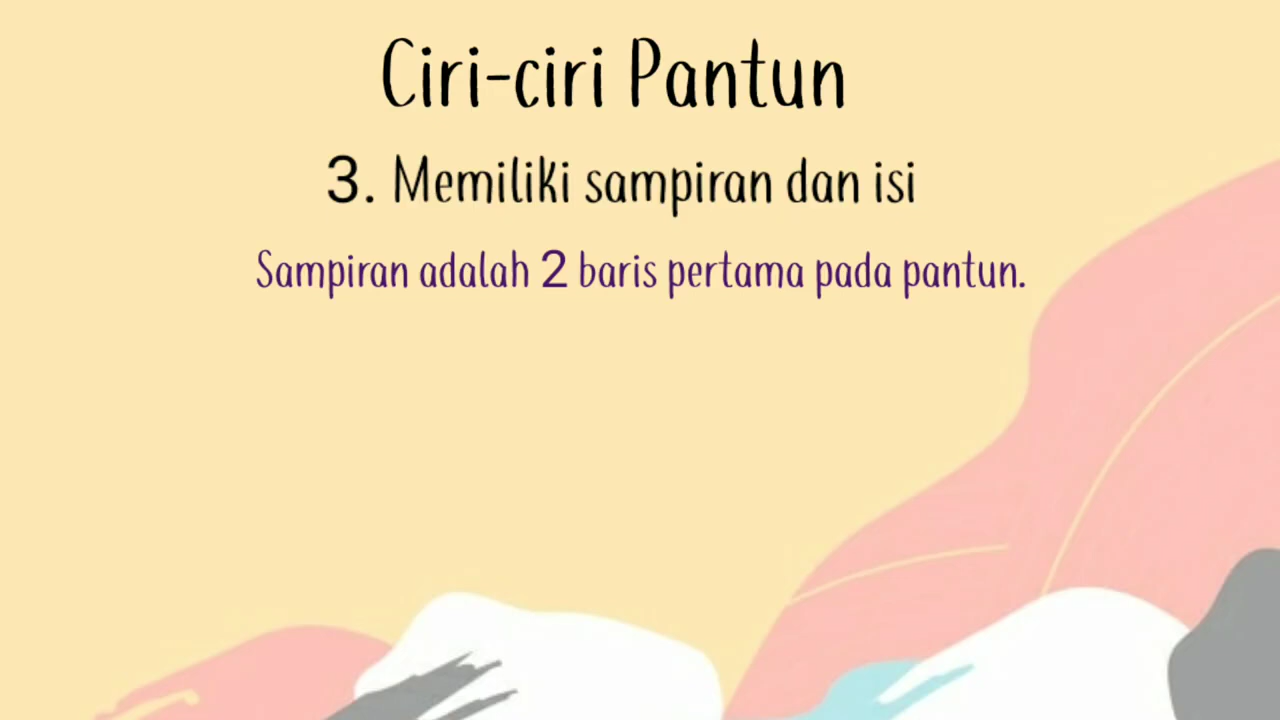 Ciri-ciri Pantun
3. Memiliki sampiran dan isi
Sampiran adalah 2 baris pertama pada pantun.